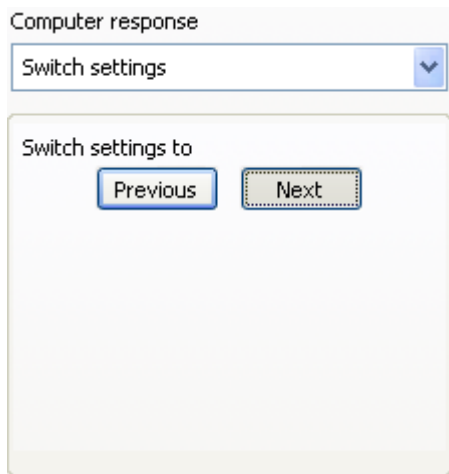 Computer response
Switch settings
Switch settings to
Previous Next